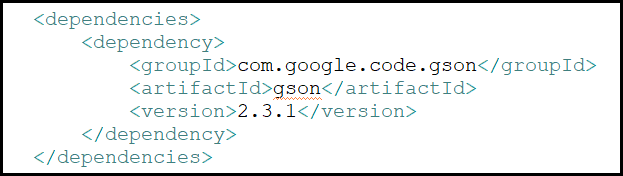 <dependencies>
    <dependency>
        <groupId>com.google.code.gson</groupId>
        <artifactId>gson</artifactId>
        <version>2.3.1</version>
    </dependency>
</dependencies>